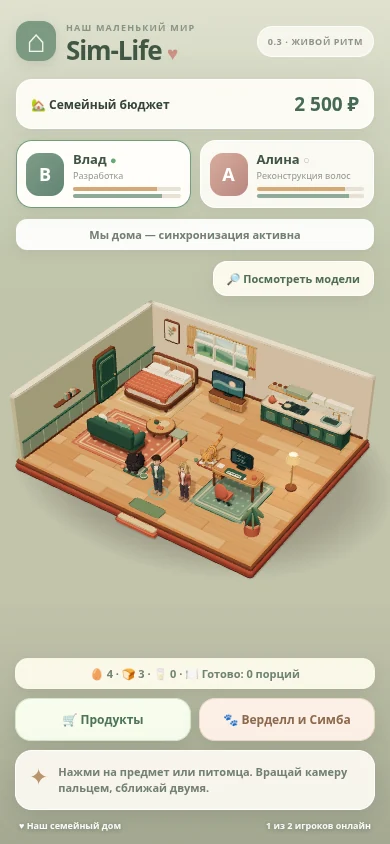 НАШ МАЛЕНЬКИЙ МИР
Sim-Life ♥
0.3 · ЖИВОЙ РИТМ
🏡 Семейный бюджет
2 500 ₽
В
Влад
Разработка
А
Алина
Реконструкция волос
Мы дома — синхронизация активна
🔎 Посмотреть модели
🥚 4 · 🍞 3 · 🥛 0 · 🍽️ Готово: 0 порций
🛒 Продукты
🐾 Верделл и Симба
Нажми на предмет или питомца. Вращай камеру
пальцем, сближай двумя.
♥ Наш семейный дом
1 из 2 игроков онлайн